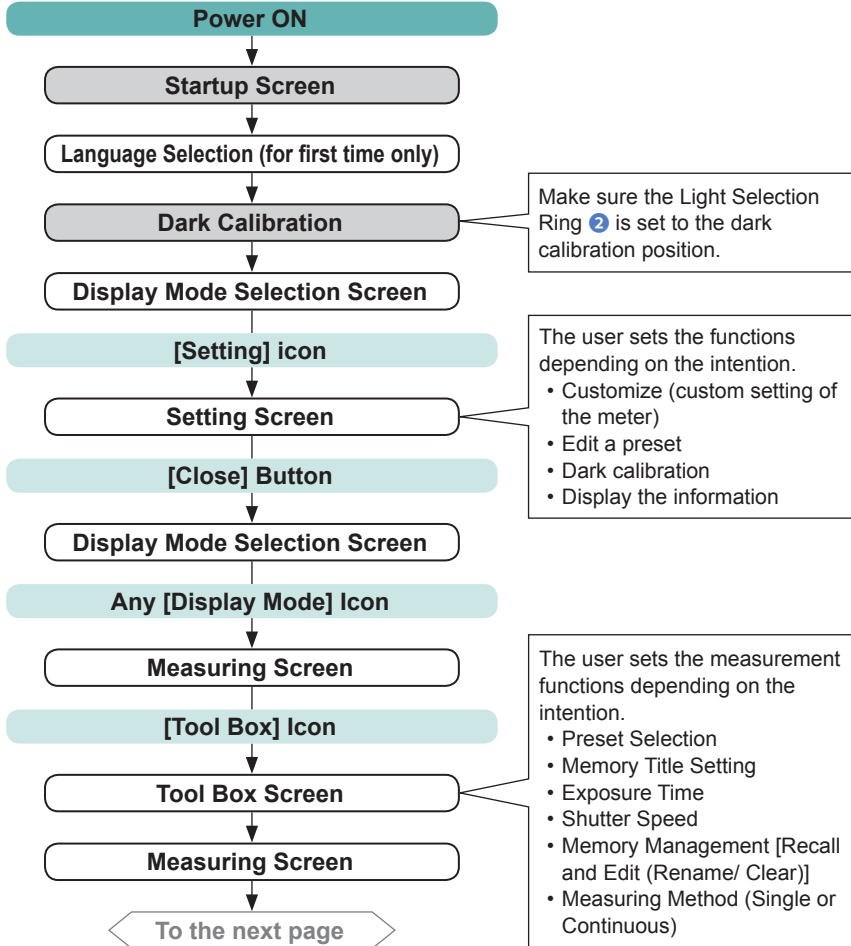 Power ON
Startup Screen
Language Selection (for first time only)
Dark Calibration
Make sure the Light Selection
Ring ❷ is set to the dark
calibration position.
Display Mode Selection Screen
[Setting] icon
Setting Screen
The user sets the functions
depending on the intention.
• Customize (custom setting of
the meter)
• Edit a preset
• Dark calibration
• Display the information
[Close] Button
Display Mode Selection Screen
Any [Display Mode] Icon
Measuring Screen
[Tool Box] Icon
Tool Box Screen
The user sets the measurement
functions depending on the
intention.
• Preset Selection
• Memory Title Setting
• Exposure Time
• Shutter Speed
• Memory Management [Recall
and Edit (Rename/ Clear)]
• Measuring Method (Single or
Continuous)
Measuring Screen
To the next page